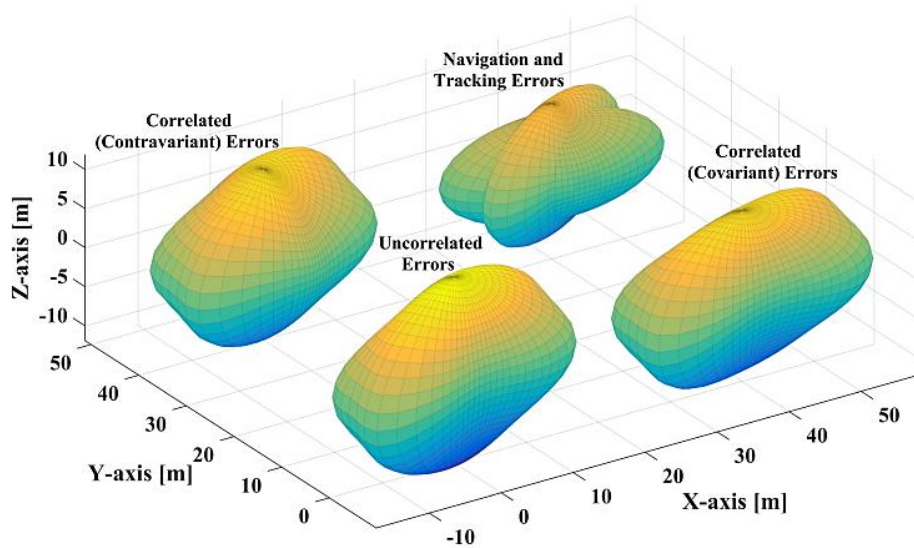 Navigation and
Tracking Errors
Correlated
(Contravariant) Errors
Correlated
(Covariant) Errors
Uncorrelated
Errors
Z-axis [m]
10
5
0
-5
-10
Y-axis [m]
50
40
30
20
10
0
X-axis [m]
-10
0
10
20
30
40
50